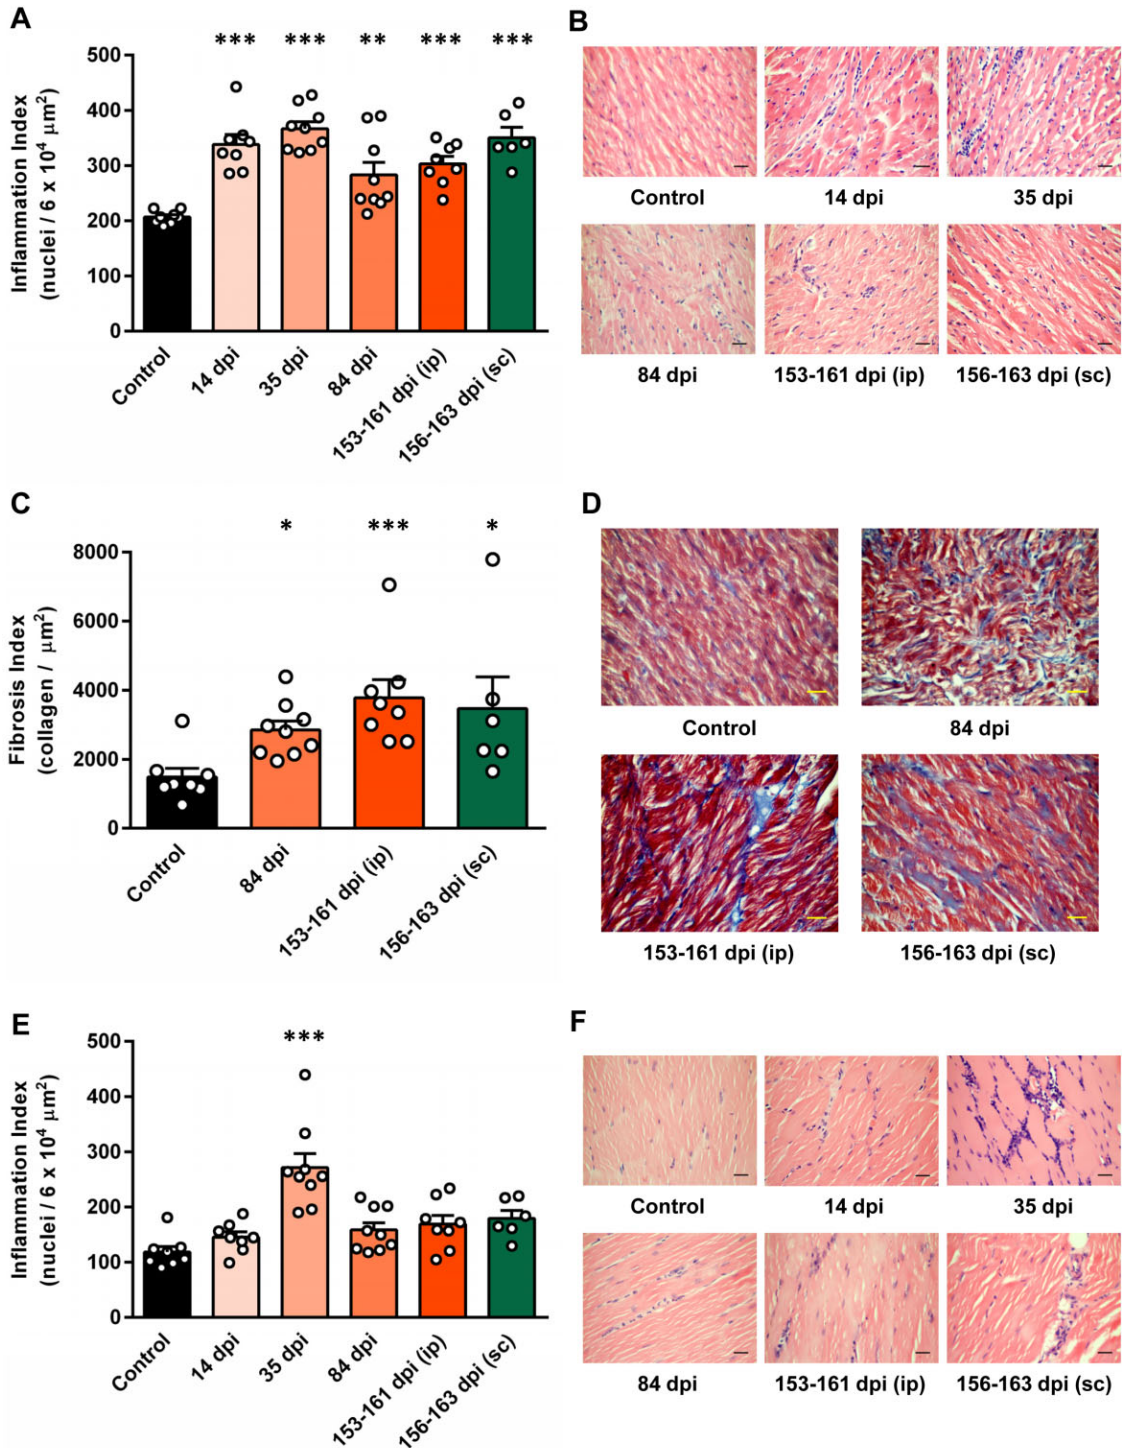 A
*** *** ** *** ***
Inflammation Index
(nuclei / 6 x 10⁴ μm²)
500
400
300
200
100
0
Control
14 dpi
35 dpi
84 dpi
153-161 dpi (ip)
156-163 dpi (sc)
B
Control
14 dpi
35 dpi
84 dpi
153-161 dpi (ip)
156-163 dpi (sc)
C
* *** *
Fibrosis Index
(collagen / μm²)
8000
6000
4000
2000
0
Control
84 dpi
153-161 dpi (ip)
156-163 dpi (sc)
D
Control
84 dpi
153-161 dpi (ip)
156-163 dpi (sc)
E
***
Inflammation Index
(nuclei / 6 x 10⁴ μm²)
500
400
300
200
100
0
Control
14 dpi
35 dpi
84 dpi
153-161 dpi (ip)
156-163 dpi (sc)
F
Control
14 dpi
35 dpi
84 dpi
153-161 dpi (ip)
156-163 dpi (sc)